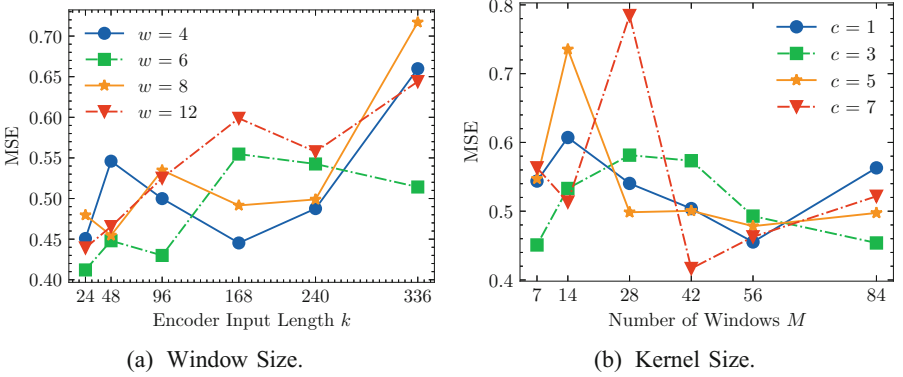 MSE
0.70
0.65
0.60
0.55
0.50
0.45
0.40
w = 4
w = 6
w = 8
w = 12
24 48 96 168 240 336
Encoder Input Length k
(a) Window Size.
MSE
0.8
0.7
0.6
0.5
0.4
c = 1
c = 3
c = 5
c = 7
7 14 28 42 56 84
Number of Windows M
(b) Kernel Size.